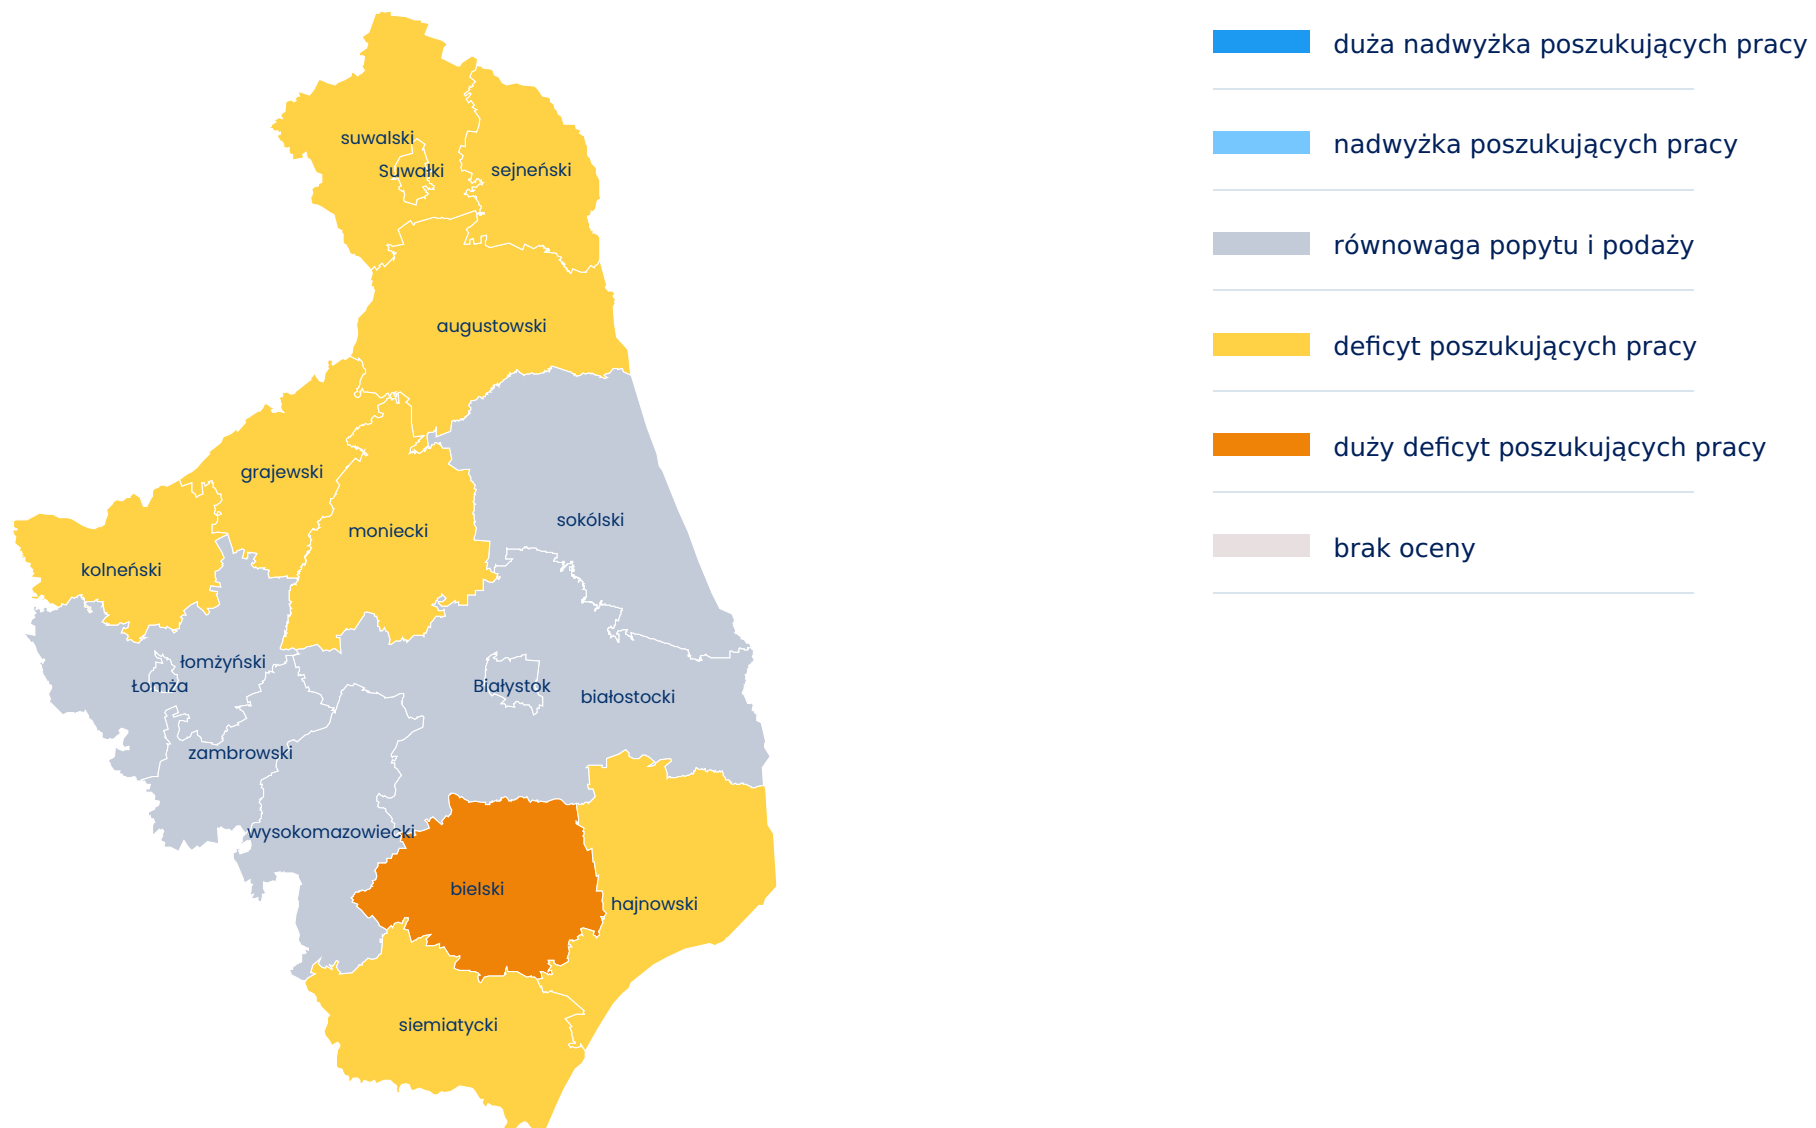 suwalski
Suwałki
sejneński
augustowski
grajewski
sokólski
moniecki
kolneński
łomżyński
Łomża
Białystok
białostocki
zambrowski
wysokomazowiecki
bielski
hajnowski
siemiatycki
duża nadwyżka poszukujących pracy
nadwyżka poszukujących pracy
równowaga popytu i podaży
deficyt poszukujących pracy
duży deficyt poszukujących pracy
brak oceny